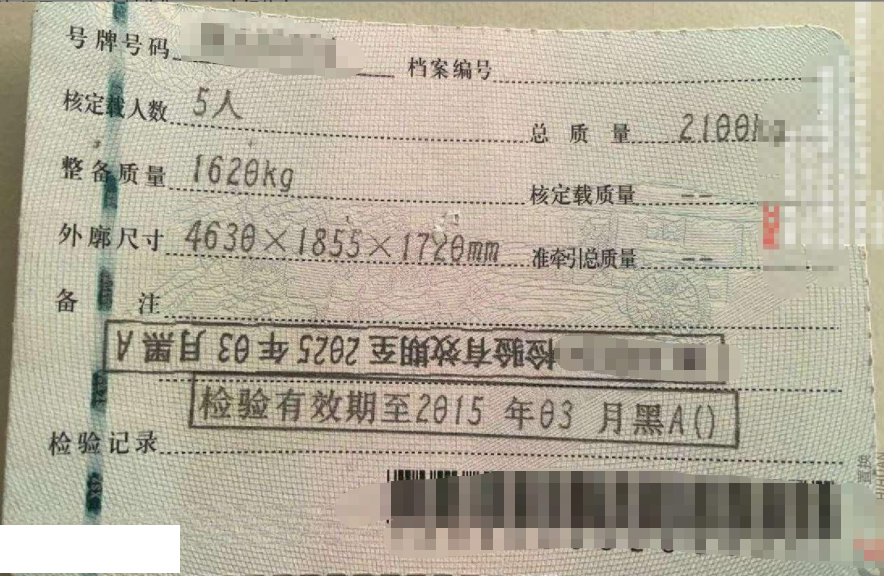 号牌号码
档案编号
核定载人数 5人
总质量 2100kg
整备质量 1620kg
核定载质量 --
外廓尺寸 4630×1855×1720mm
准牵引总质量 --
备注
检验有效期至2025年03月黑A
检验有效期至2015年03月黑A()
检验记录